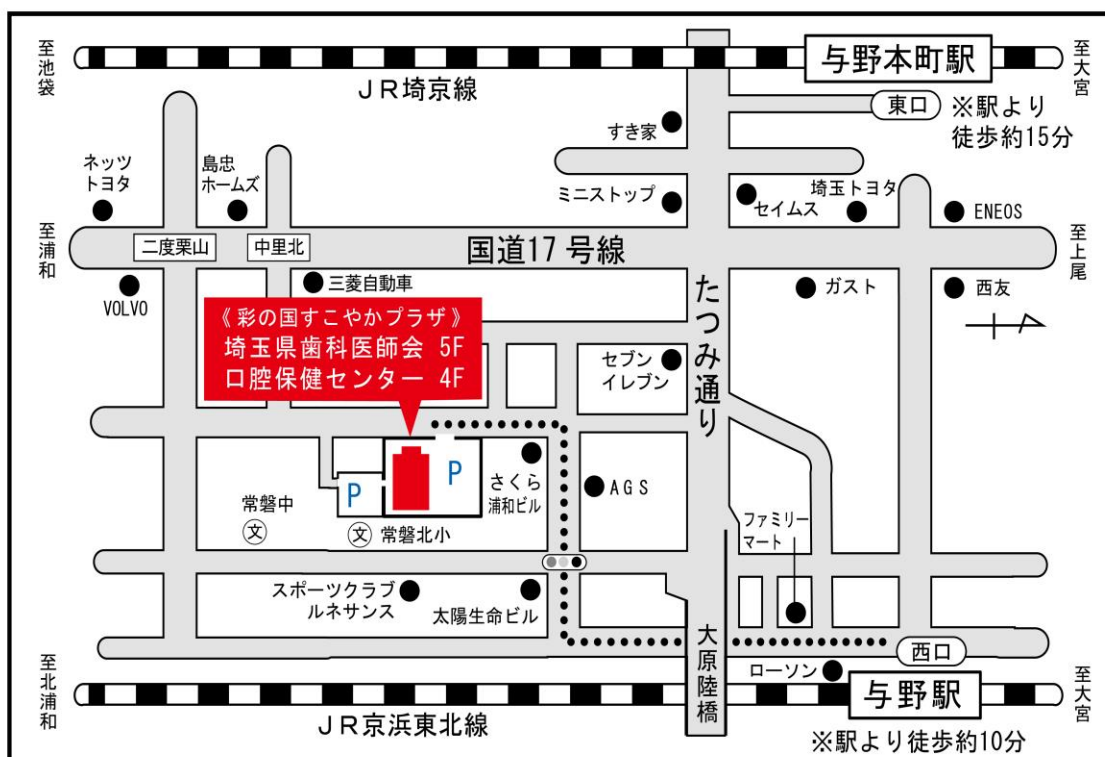 至池袋
与野本町駅
至大宮
JR埼京線
東口
※駅より
徒歩約15分
すき家
ネッツ
トヨタ
島忠
ホームズ
ミニストップ
セイムス
埼玉トヨタ
ENEOS
至浦和
二度栗山
中里北
国道17号線
至上尾
VOLVO
三菱自動車
ガスト
西友
《彩の国すこやかプラザ》
埼玉県歯科医師会 5F
口腔保健センター 4F
たつみ通り
セブン
イレブン
P
P
さくら
浦和ビル
AGS
常磐中
文
文
常磐北小
ファミリー
マート
スポーツクラブ
ルネサンス
太陽生命ビル
大原陸橋
西口
至北浦和
ローソン
与野駅
至大宮
JR京浜東北線
※駅より徒歩約10分